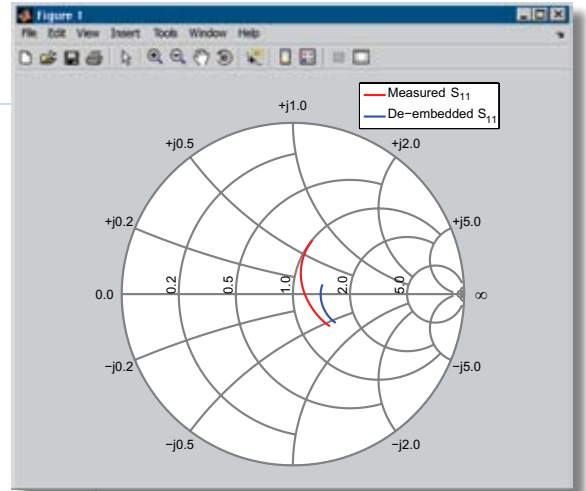 Figure 1
File Edit View Insert Tools Window Help
Measured S11
De-embedded S11
+j1.0
+j0.5
+j2.0
+j0.2
+j5.0
0.0
0.2
0.5
1.0
2.0
5.0
∞
−j0.2
−j5.0
−j0.5
−j2.0